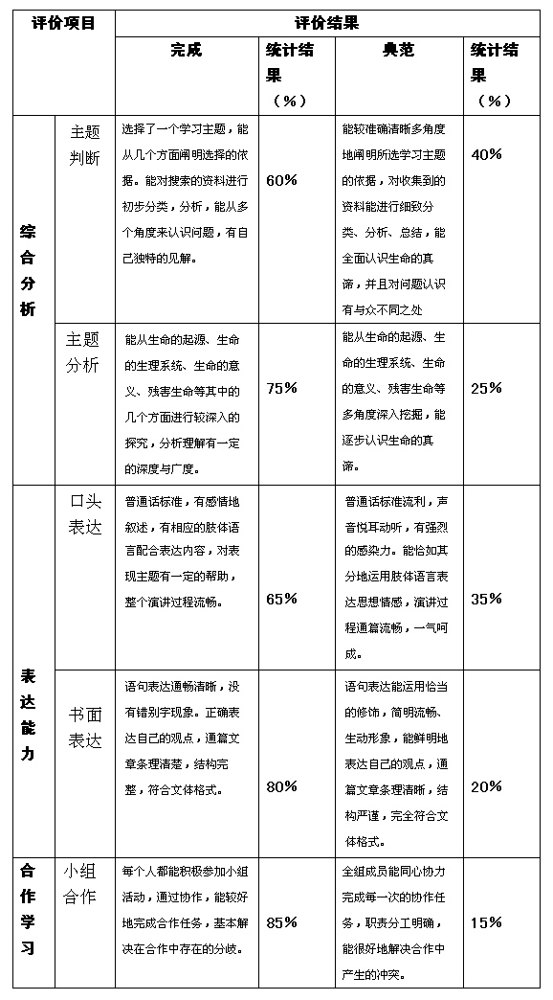 评价项目
评价结果
完成
统计结
果
（%）
典范
统计结
果
（%）
综
合
分
析
主题
判断
选择了一个学习主题，能
从几个方面阐明选择的依
据。能对搜索的资料进行
初步分类，分析，能从多
个角度来认识问题，有自
己独特的见解。
60%
能较准确清晰多角度
地阐明所选学习主题
的依据，对收集到的
资料能进行细致分
类、分析、总结，能
全面认识生命的真
谛，并且对问题认识
有与众不同之处
40%
主题
分析
能从生命的起源、生命
的生理系统、生命的意
义、残害生命等其中的
几个方面进行较深入的
探究，分析理解有一定
的深度与广度。
75%
能从生命的起源、生
命的生理系统、生命
的意义、残害生命等
多角度深入挖掘，能
逐步认识生命的真
谛。
25%
表
达
能
力
口头
表达
普通话标准，有感情地
叙述，有相应的肢体语
言配合表达内容，对表
现主题有一定的帮助，
整个演讲过程流畅。
65%
普通话标准流利，声
音悦耳动听，有强烈
的感染力。能恰如其
分地运用肢体语言表
达思想情感，演讲过
程通篇流畅，一气呵
成。
35%
书面
表达
语句表达通畅清晰，没
有错别字现象。正确表
达自己的观点，通篇文
章条理清楚，结构完
整，符合文体格式。
80%
语句表达能运用恰当
的修饰，简明流畅、
生动形象，能鲜明地
表达自己的观点，通
篇文章条理清晰，结
构严谨，完全符合文
体格式。
20%
合
作
学
习
小组
合作
每个人都能积极参加小组
活动，通过协作，能较好
地完成合作任务，基本解
决在合作中存在的分歧。
85%
全组成员能同心协力
完成每一次的协作任
务，职责分工明确，
能很好地解决合作中
产生的冲突。
15%